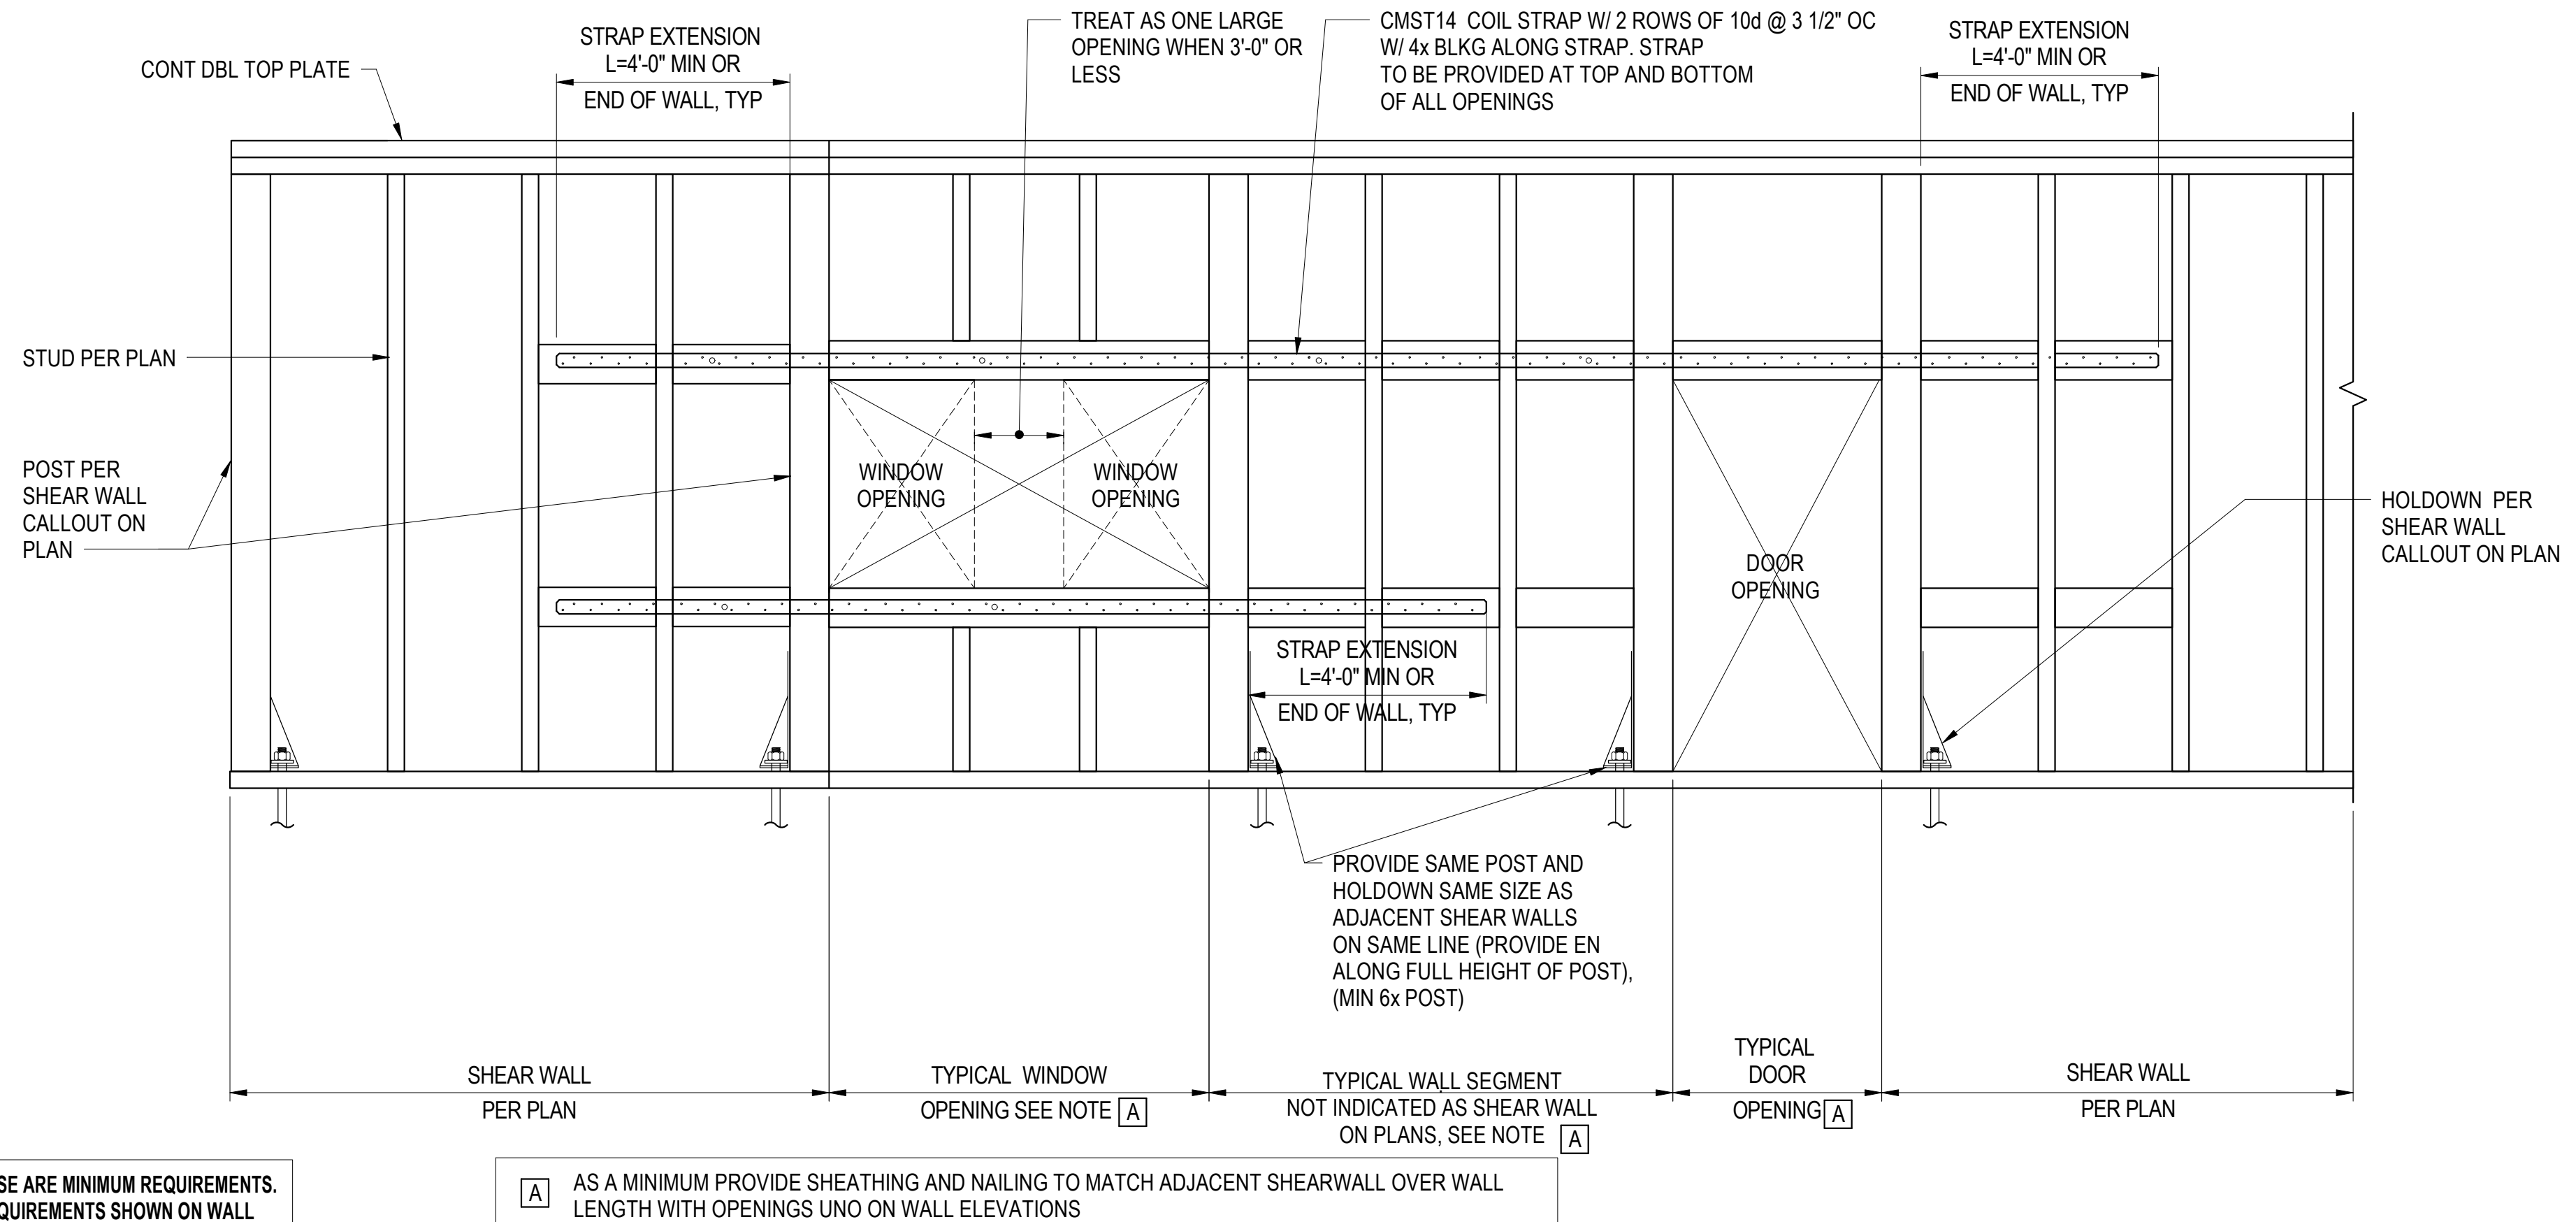 STRAP EXTENSION
L=4'-0" MIN OR
END OF WALL, TYP
TREAT AS ONE LARGE
OPENING WHEN 3'-0" OR
LESS
CMST14 COIL STRAP W/ 2 ROWS OF 10d @ 3 1/2" OC
W/ 4x BLKG ALONG STRAP. STRAP
TO BE PROVIDED AT TOP AND BOTTOM
OF ALL OPENINGS
STRAP EXTENSION
L=4'-0" MIN OR
END OF WALL, TYP
CONT DBL TOP PLATE
STUD PER PLAN
POST PER
SHEAR WALL
CALLOUT ON
PLAN
WINDOW
OPENING
WINDOW
OPENING
DOOR
OPENING
HOLDOWN PER
SHEAR WALL
CALLOUT ON PLAN
STRAP EXTENSION
L=4'-0" MIN OR
END OF WALL, TYP
PROVIDE SAME POST AND
HOLDOWN SAME SIZE AS
ADJACENT SHEAR WALLS
ON SAME LINE (PROVIDE EN
ALONG FULL HEIGHT OF POST),
(MIN 6x POST)
SHEAR WALL
PER PLAN
TYPICAL WINDOW
OPENING SEE NOTE A
TYPICAL WALL SEGMENT
NOT INDICATED AS SHEAR WALL
ON PLANS, SEE NOTE A
TYPICAL
DOOR
OPENING A
SHEAR WALL
PER PLAN
ARE MINIMUM REQUIREMENTS.
SHOWN ON WALL
A AS A MINIMUM PROVIDE SHEATHING AND NAILING TO MATCH ADJACENT SHEARWALL OVER WALL
LENGTH WITH OPENINGS UNO ON WALL ELEVATIONS